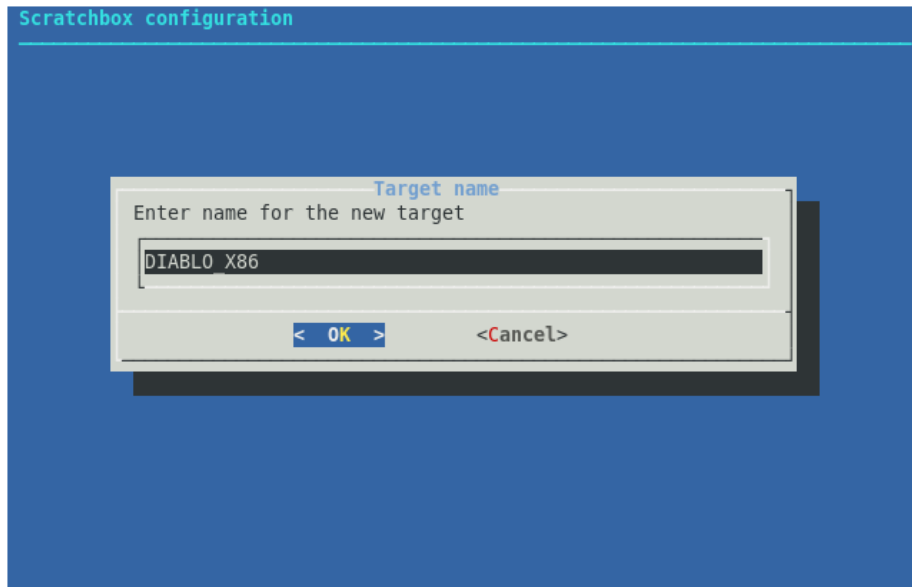 Scratchbox configuration
Target name
Enter name for the new target
DIABLO_X86
<  OK  >
<Cancel>